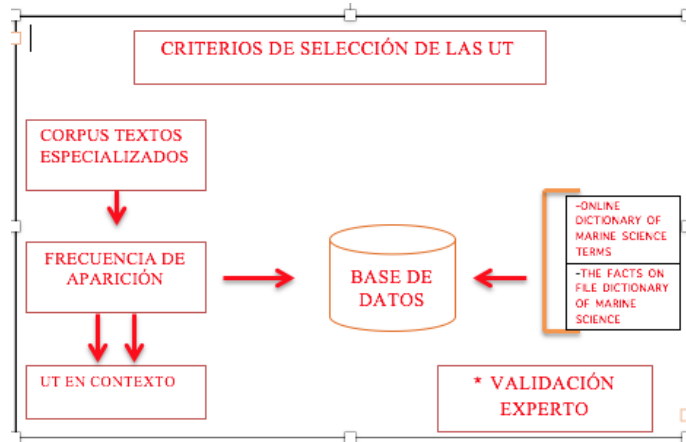 CRITERIOS DE SELECCIÓN DE LAS UT
CORPUS TEXTOS
ESPECIALIZADOS
FRECUENCIA DE
APARICIÓN
UT EN CONTEXTO
BASE DE
DATOS
-ONLINE
DICTIONARY OF
MARINE SCIENCE
TERMS
-THE FACTS ON
FILE DICTIONARY
OF MARINE
SCIENCE
* VALIDACIÓN
EXPERTO